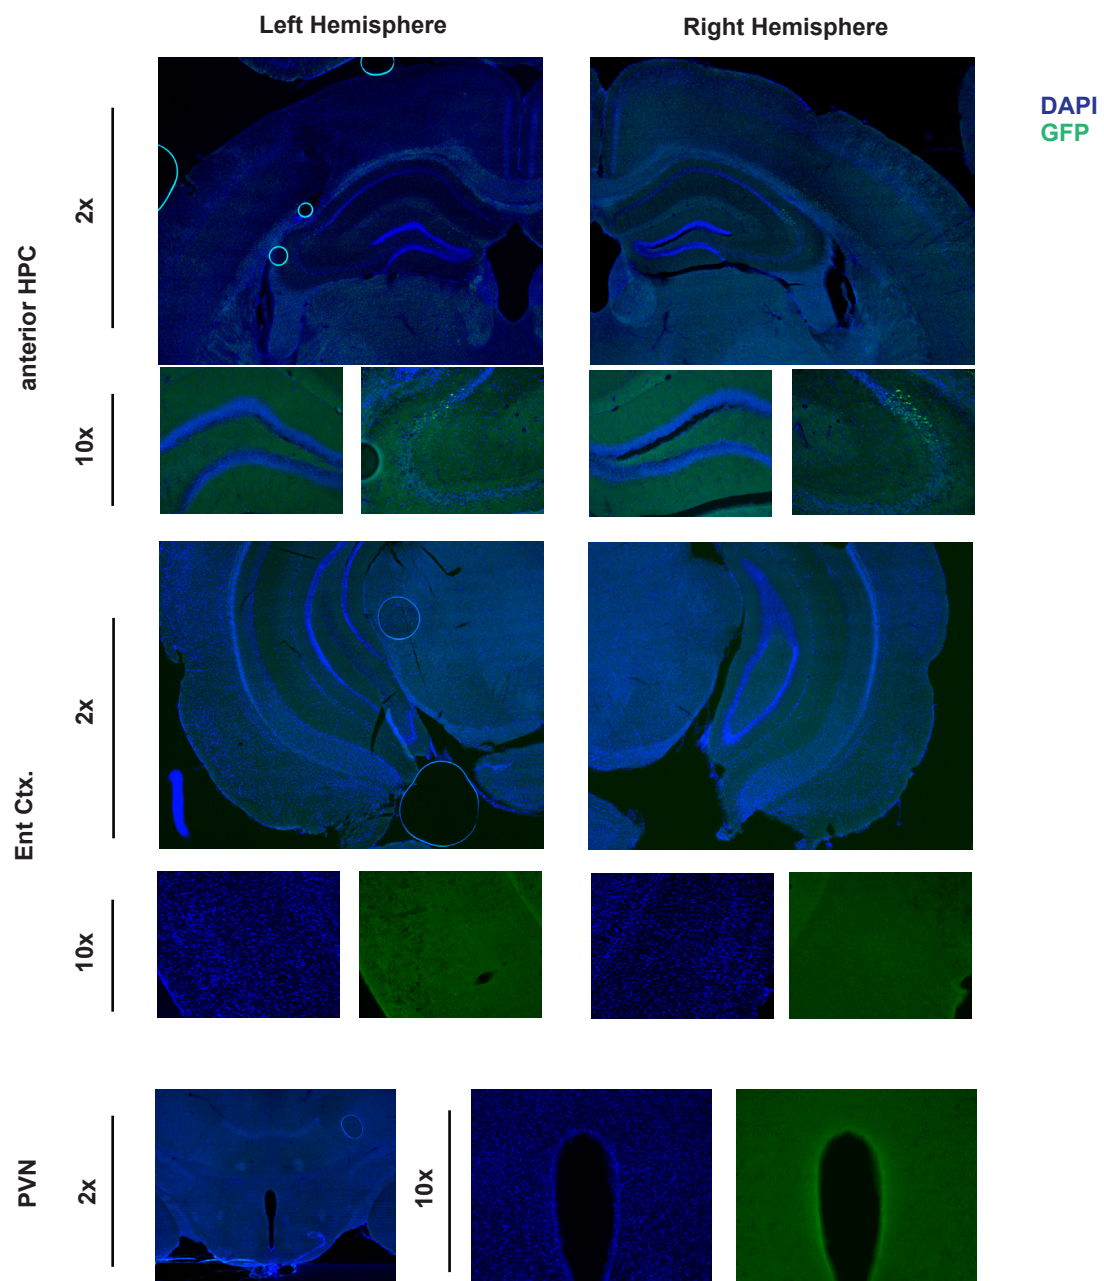 Left Hemisphere
Right Hemisphere
DAPI
GFP
anterior HPC
2x
10x
Ent Ctx.
2x
10x
PVN
2x
10x